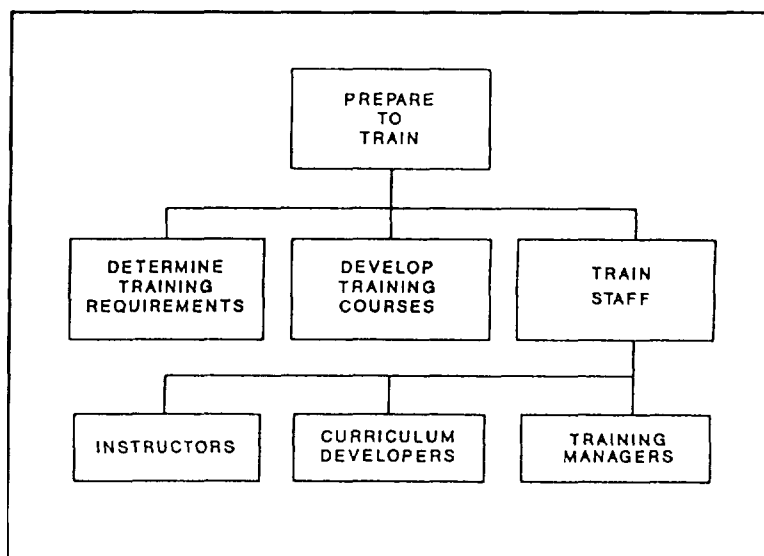 PREPARE
TO
TRAIN
DETERMINE
TRAINING
REQUIREMENTS
DEVELOP
TRAINING
COURSES
TRAIN
STAFF
INSTRUCTORS
CURRICULUM
DEVELOPERS
TRAINING
MANAGERS